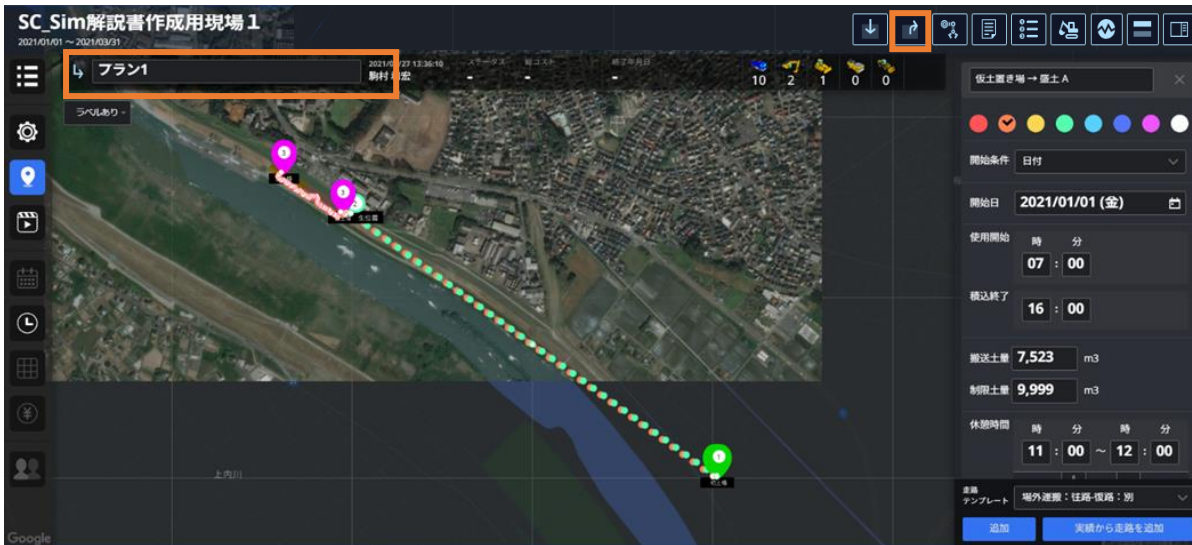 SC_Sim解説書作成用現場1
2021/01/01 ~ 2021/03/31
プラン1
ステータス 総コスト 終了年月日
- - -
10 2 1 0 0
ラベルあり
3
3
1
上内川
Google
仮土置き場 → 盛土 A
開始条件 日付
開始日 2021/01/01 (金)
使用開始 時 分
07 : 00
積込終了
16 : 00
搬送土量 7,523 m3
制限土量 9,999 m3
休憩時間 時 分 時 分
11 : 00 ~ 12 : 00
走路
テンプレート 場外運搬：往路-復路：別
追加 実績から走路を追加